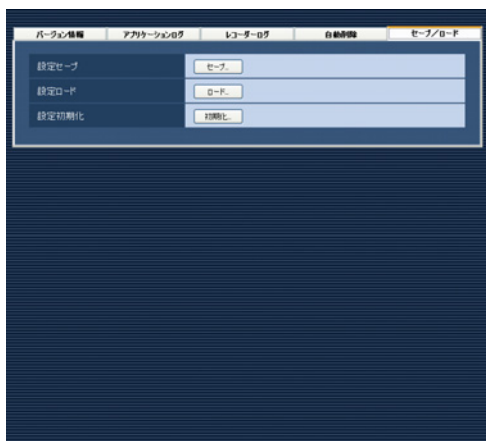 バージョン情報 アプリケーションログ レコーダーログ 自動削除 セーブ/ロード
設定セーブ セーブ..
設定ロード ロード..
設定初期化 初期化..